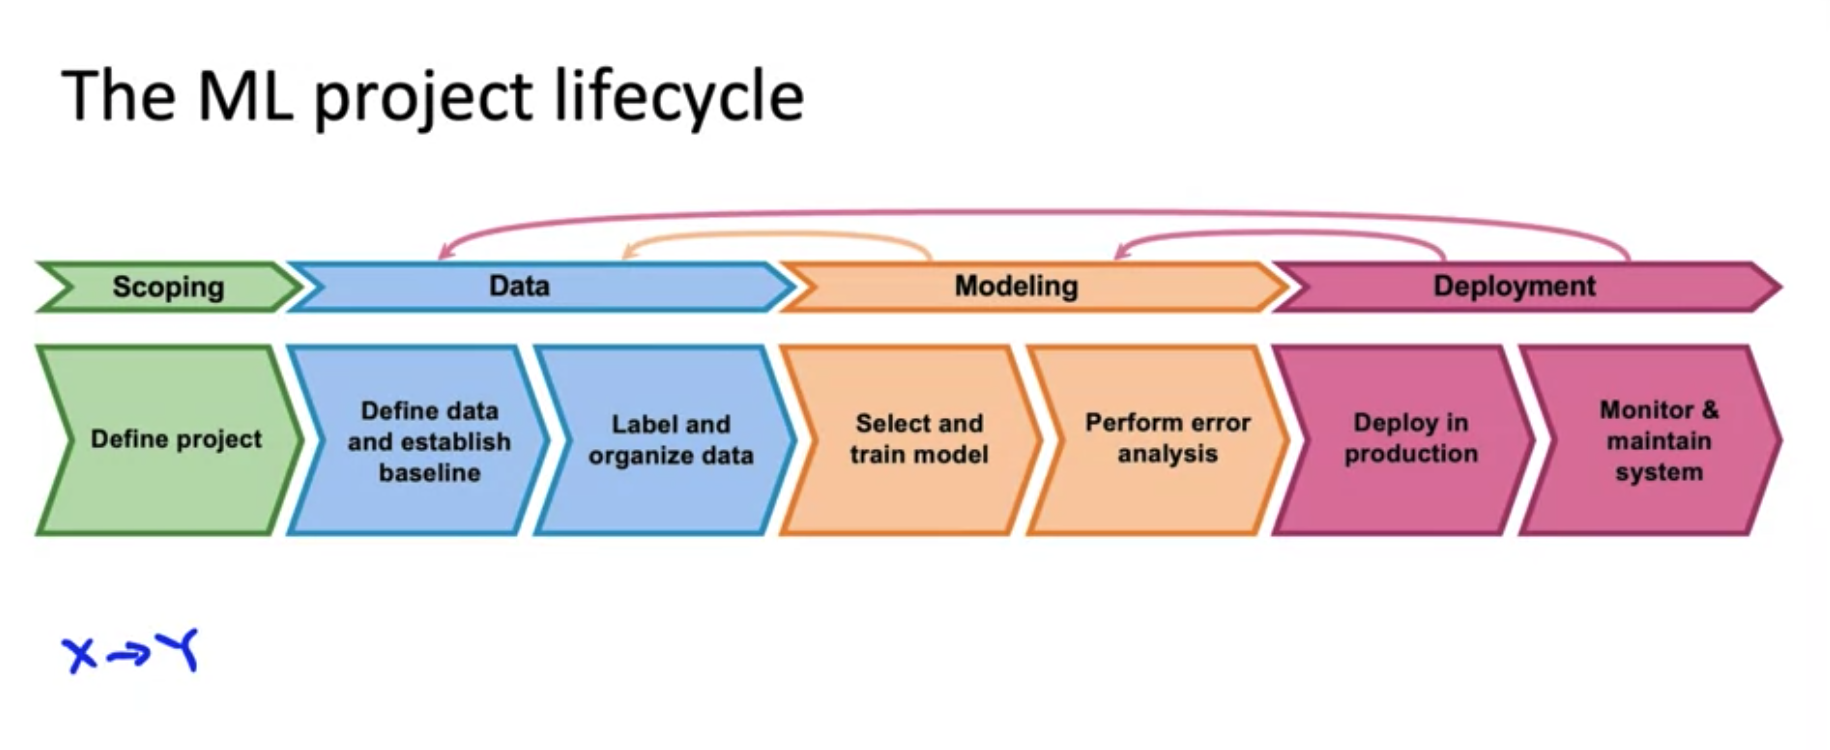 The ML project lifecycle
Scoping
Data
Modeling
Deployment
Define project
Define data
and establish
baseline
Label and
organize data
Select and
train model
Perform error
analysis
Deploy in
production
Monitor &
maintain
system
X→Y